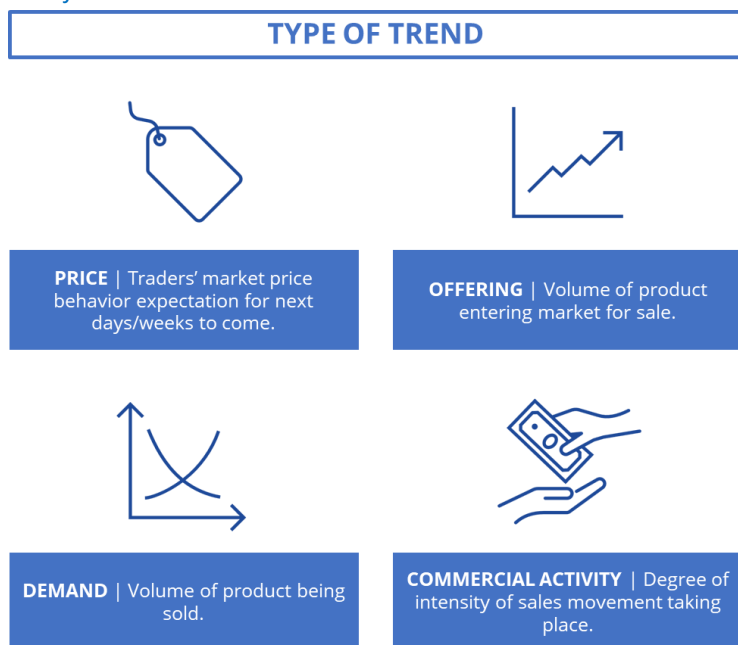 TYPE OF TREND
PRICE | Traders' market price
behavior expectation for next
days/weeks to come.
OFFERING | Volume of product
entering market for sale.
DEMAND | Volume of product being
sold.
COMMERCIAL ACTIVITY | Degree of
intensity of sales movement taking
place.